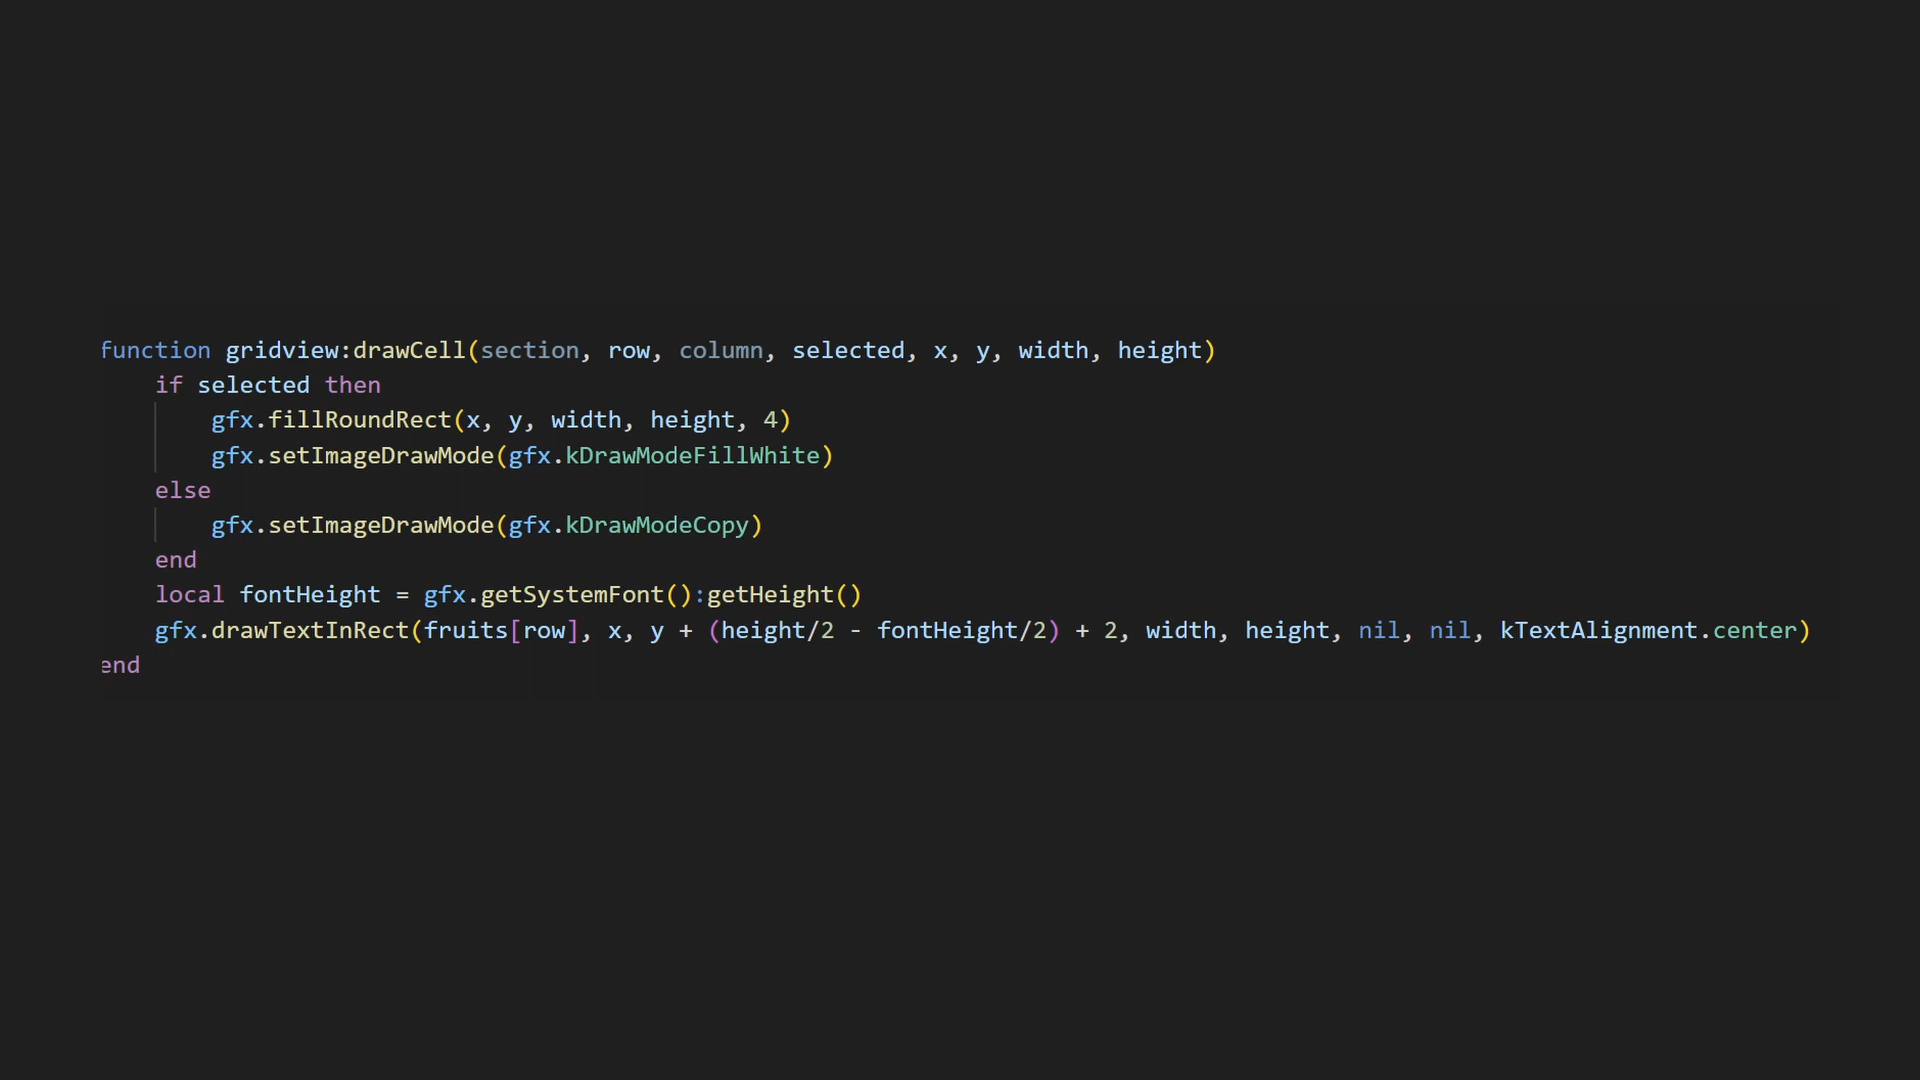 function gridview:drawCell(section, row, column, selected, x, y, width, height)
    if selected then
        gfx.fillRoundRect(x, y, width, height, 4)
        gfx.setImageDrawMode(gfx.kDrawModeFillWhite)
    else
        gfx.setImageDrawMode(gfx.kDrawModeCopy)
    end
    local fontHeight = gfx.getSystemFont():getHeight()
    gfx.drawTextInRect(fruits[row], x, y + (height/2 - fontHeight/2) + 2, width, height, nil, nil, kTextAlignment.center)
end